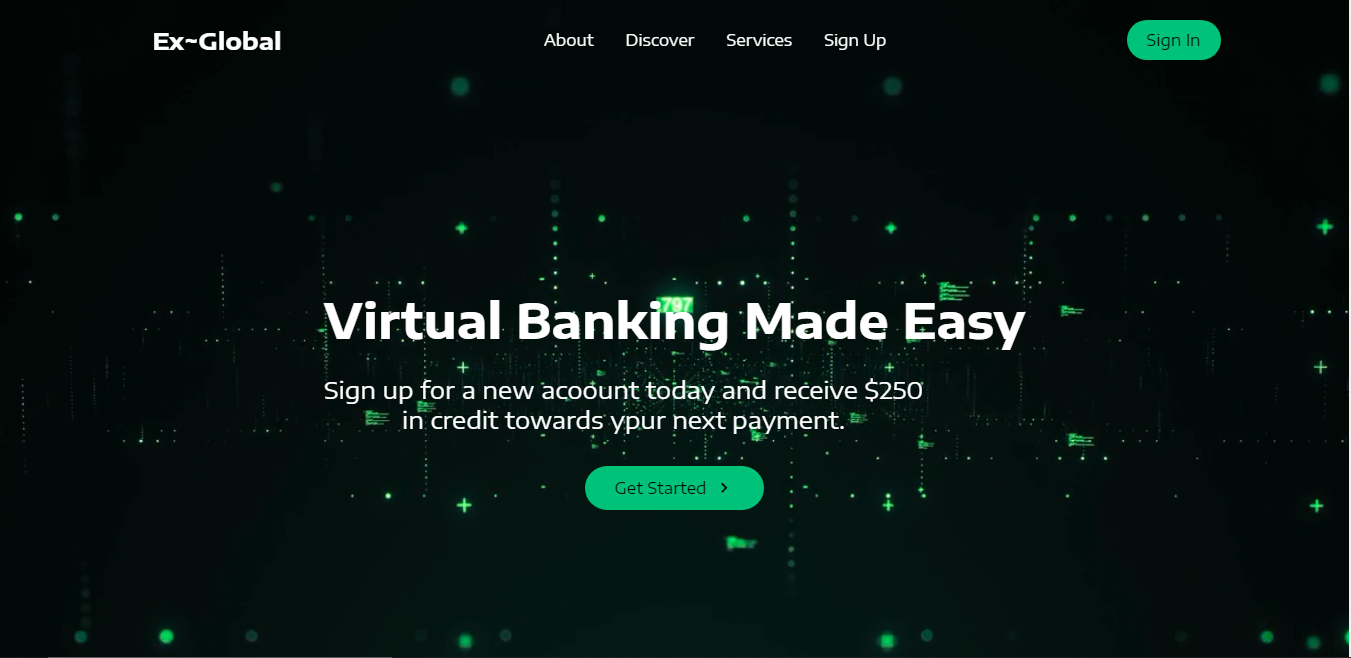 Ex~Global
About
Discover
Services
Sign Up
Sign In
797
Virtual Banking Made Easy
Sign up for a new acoount today and receive $250
in credit towards ypur next payment.
Get Started